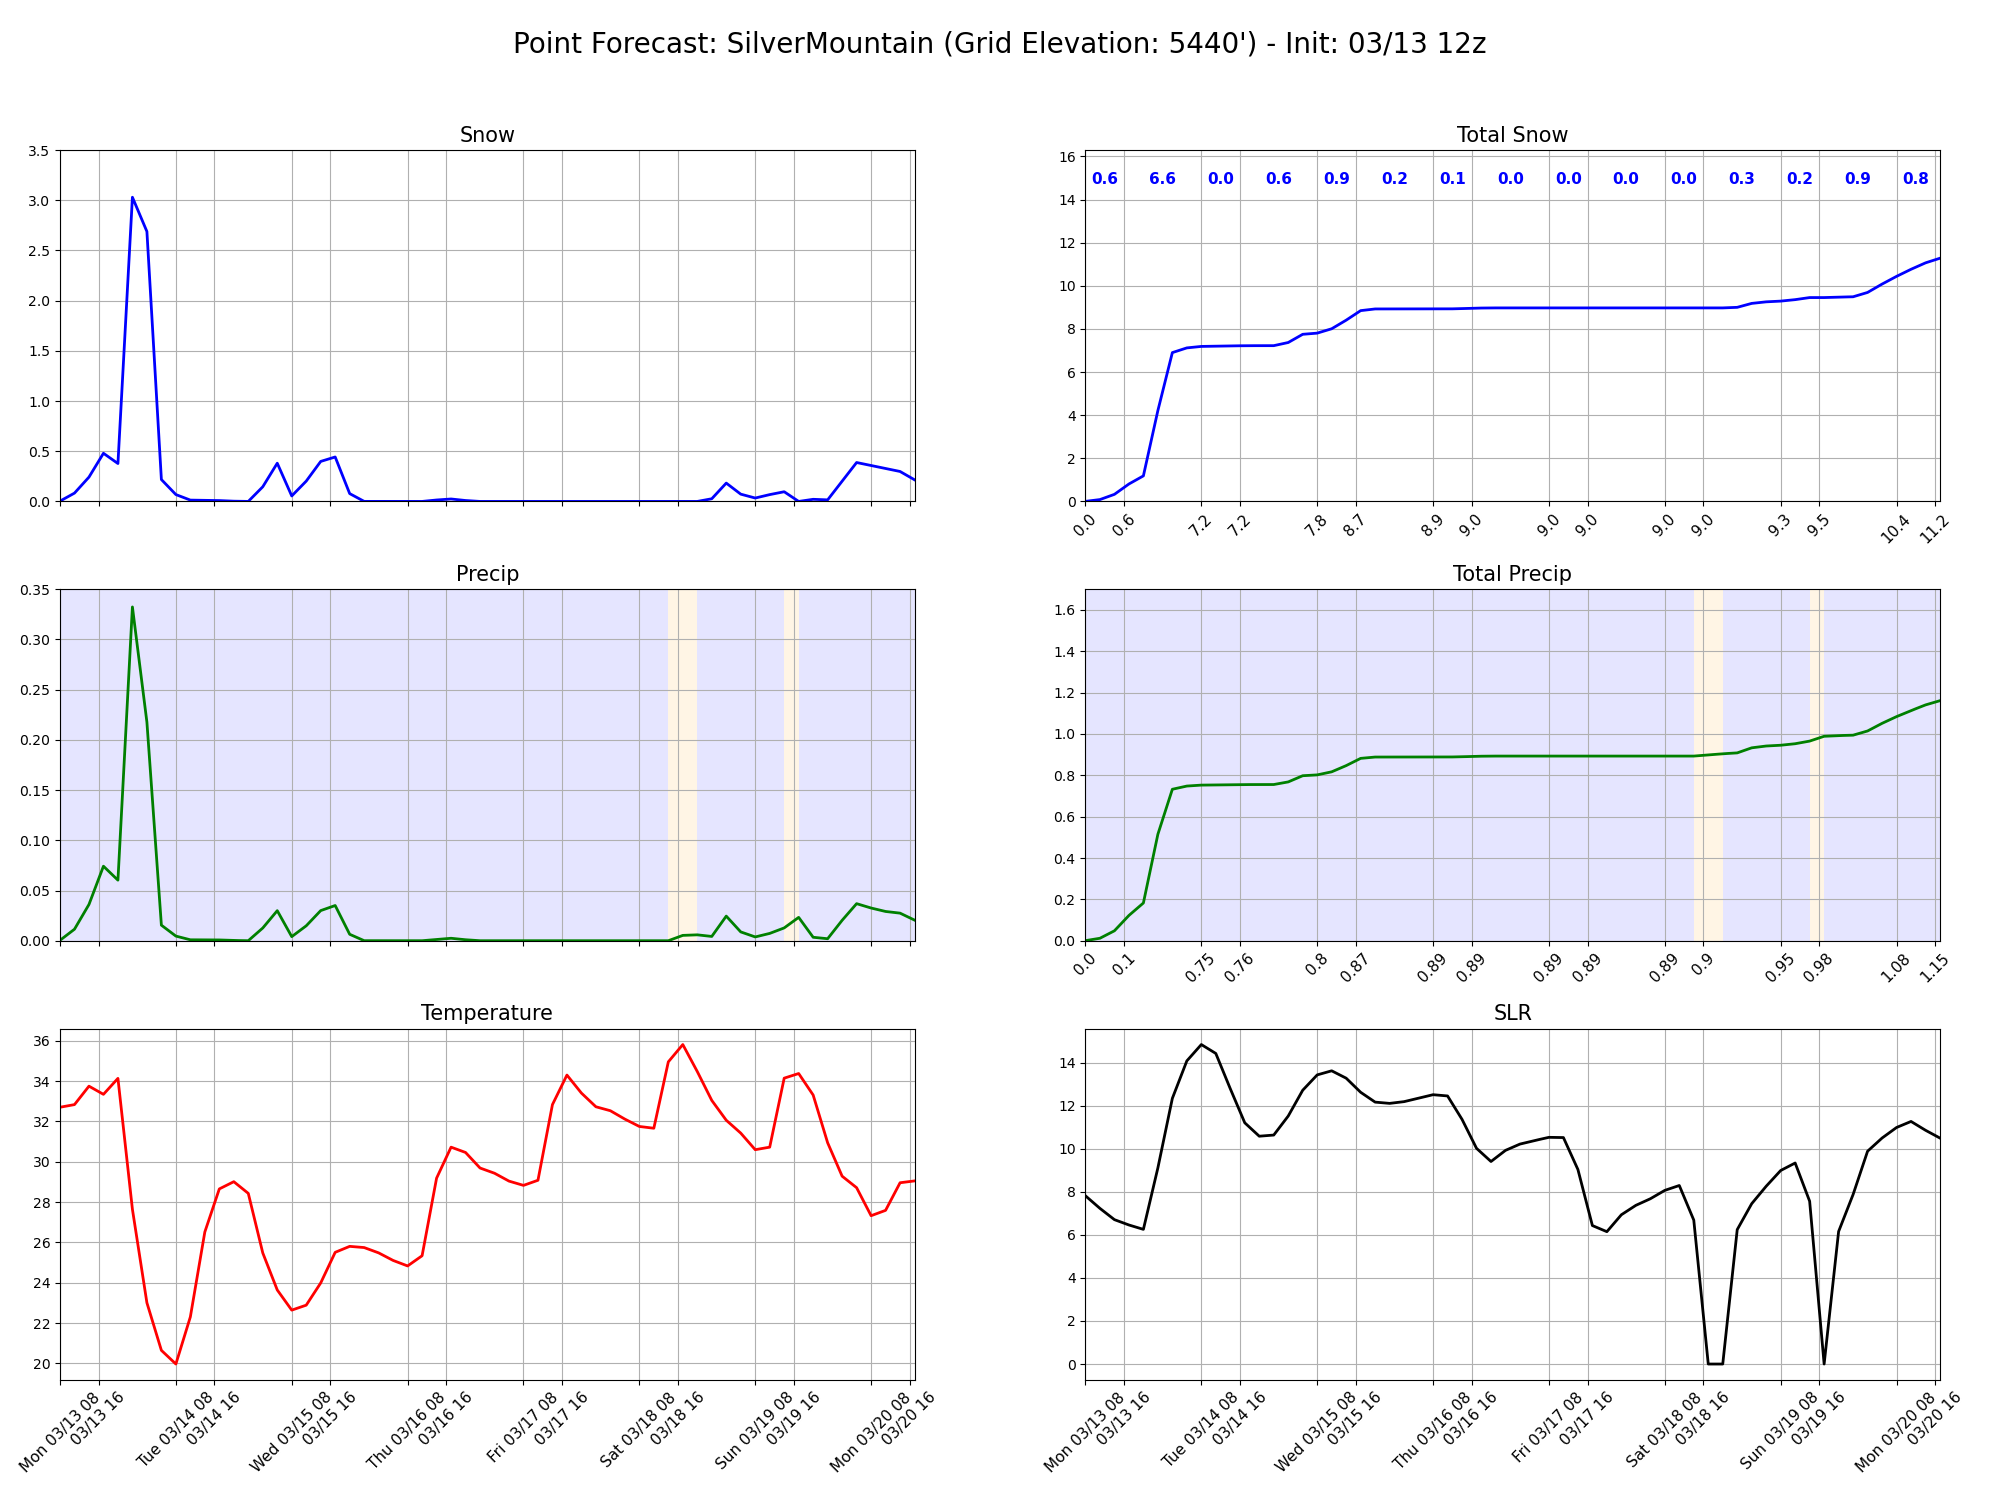 Point Forecast: SilverMountain (Grid Elevation: 5440') - Init: 03/13 12z
Snow
3.5
3.0
2.5
2.0
1.5
1.0
0.5
0.0
Total Snow
16
14
12
10
8
6
4
2
0
0.6 6.6 0.0 0.6 0.9 0.2 0.1 0.0 0.0 0.0 0.0 0.3 0.2 0.9 0.8
0.0 0.6 7.2 7.2 7.8 8.7 8.9 9.0 9.0 9.0 9.0 9.0 9.3 9.5 10.4 11.2
Precip
0.35
0.30
0.25
0.20
0.15
0.10
0.05
0.00
Total Precip
1.6
1.4
1.2
1.0
0.8
0.6
0.4
0.2
0.0
0.0 0.1 0.75 0.76 0.8 0.87 0.89 0.89 0.89 0.89 0.89 0.9 0.95 0.98 1.08 1.15
Temperature
36
34
32
30
28
26
24
22
20
Mon 03/13 08
03/13 16
Tue 03/14 08
03/14 16
Wed 03/15 08
03/15 16
Thu 03/16 08
03/16 16
Fri 03/17 08
03/17 16
Sat 03/18 08
03/18 16
Sun 03/19 08
03/19 16
Mon 03/20 08
03/20 16
SLR
14
12
10
8
6
4
2
0
Mon 03/13 08
03/13 16
Tue 03/14 08
03/14 16
Wed 03/15 08
03/15 16
Thu 03/16 08
03/16 16
Fri 03/17 08
03/17 16
Sat 03/18 08
03/18 16
Sun 03/19 08
03/19 16
Mon 03/20 08
03/20 16